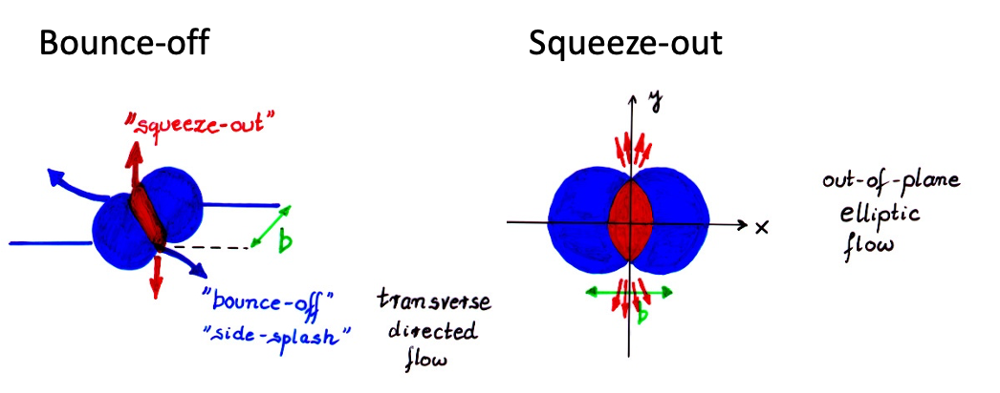 Bounce-off
Squeeze-out
"squeeze-out"
b
"bounce-off"
"side-splash"
transverse
directed
flow
y
x
b
out-of-plane
elliptic
flow